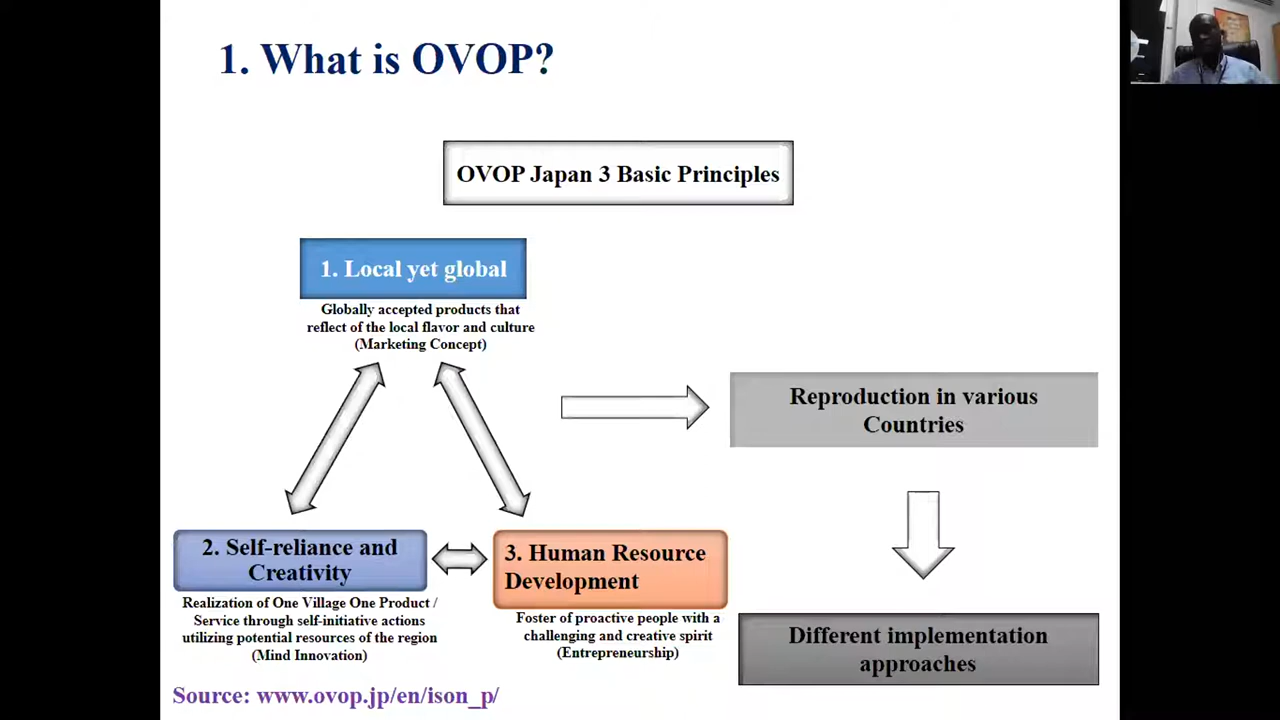 1. What is OVOP?
OVOP Japan 3 Basic Principles
1. Local yet global
Globally accepted products that
reflect of the local flavor and culture
(Marketing Concept)
Reproduction in various
Countries
2. Self-reliance and
Creativity
Realization of One Village One Product /
Service through self-initiative actions
utilizing potential resources of the region
(Mind Innovation)
3. Human Resource
Development
Foster of proactive people with a
challenging and creative spirit
(Entrepreneurship)
Different implementation
approaches
Source: www.ovop.jp/en/ison_p/